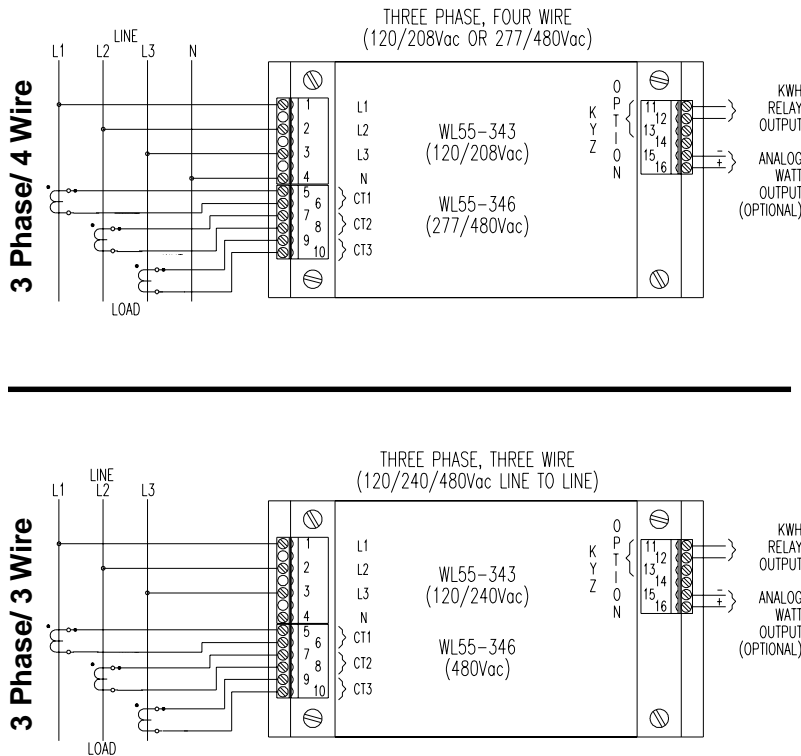 THREE PHASE, FOUR WIRE
(120/208Vac OR 277/480Vac)
LINE
L1 L2 L3 N
3 Phase/ 4 Wire
1 L1
2 L2
3 L3
4 N
5
6 CT1
7
8 CT2
9
10 CT3
WL55-343
(120/208Vac)
WL55-346
(277/480Vac)
KYZ
OPTION
11
12
13
14
15
16
KWH
RELAY
OUTPUT
-
+
ANALOG
WATT
OUTPUT
(OPTIONAL)
LOAD
THREE PHASE, THREE WIRE
(120/240/480Vac LINE TO LINE)
LINE
L1 L2 L3
3 Phase/ 3 Wire
1 L1
2 L2
3 L3
4 N
5
6 CT1
7
8 CT2
9
10 CT3
WL55-343
(120/240Vac)
WL55-346
(480Vac)
KYZ
OPTION
11
12
13
14
15
16
KWH
RELAY
OUTPUT
-
+
ANALOG
WATT
OUTPUT
(OPTIONAL)
LOAD